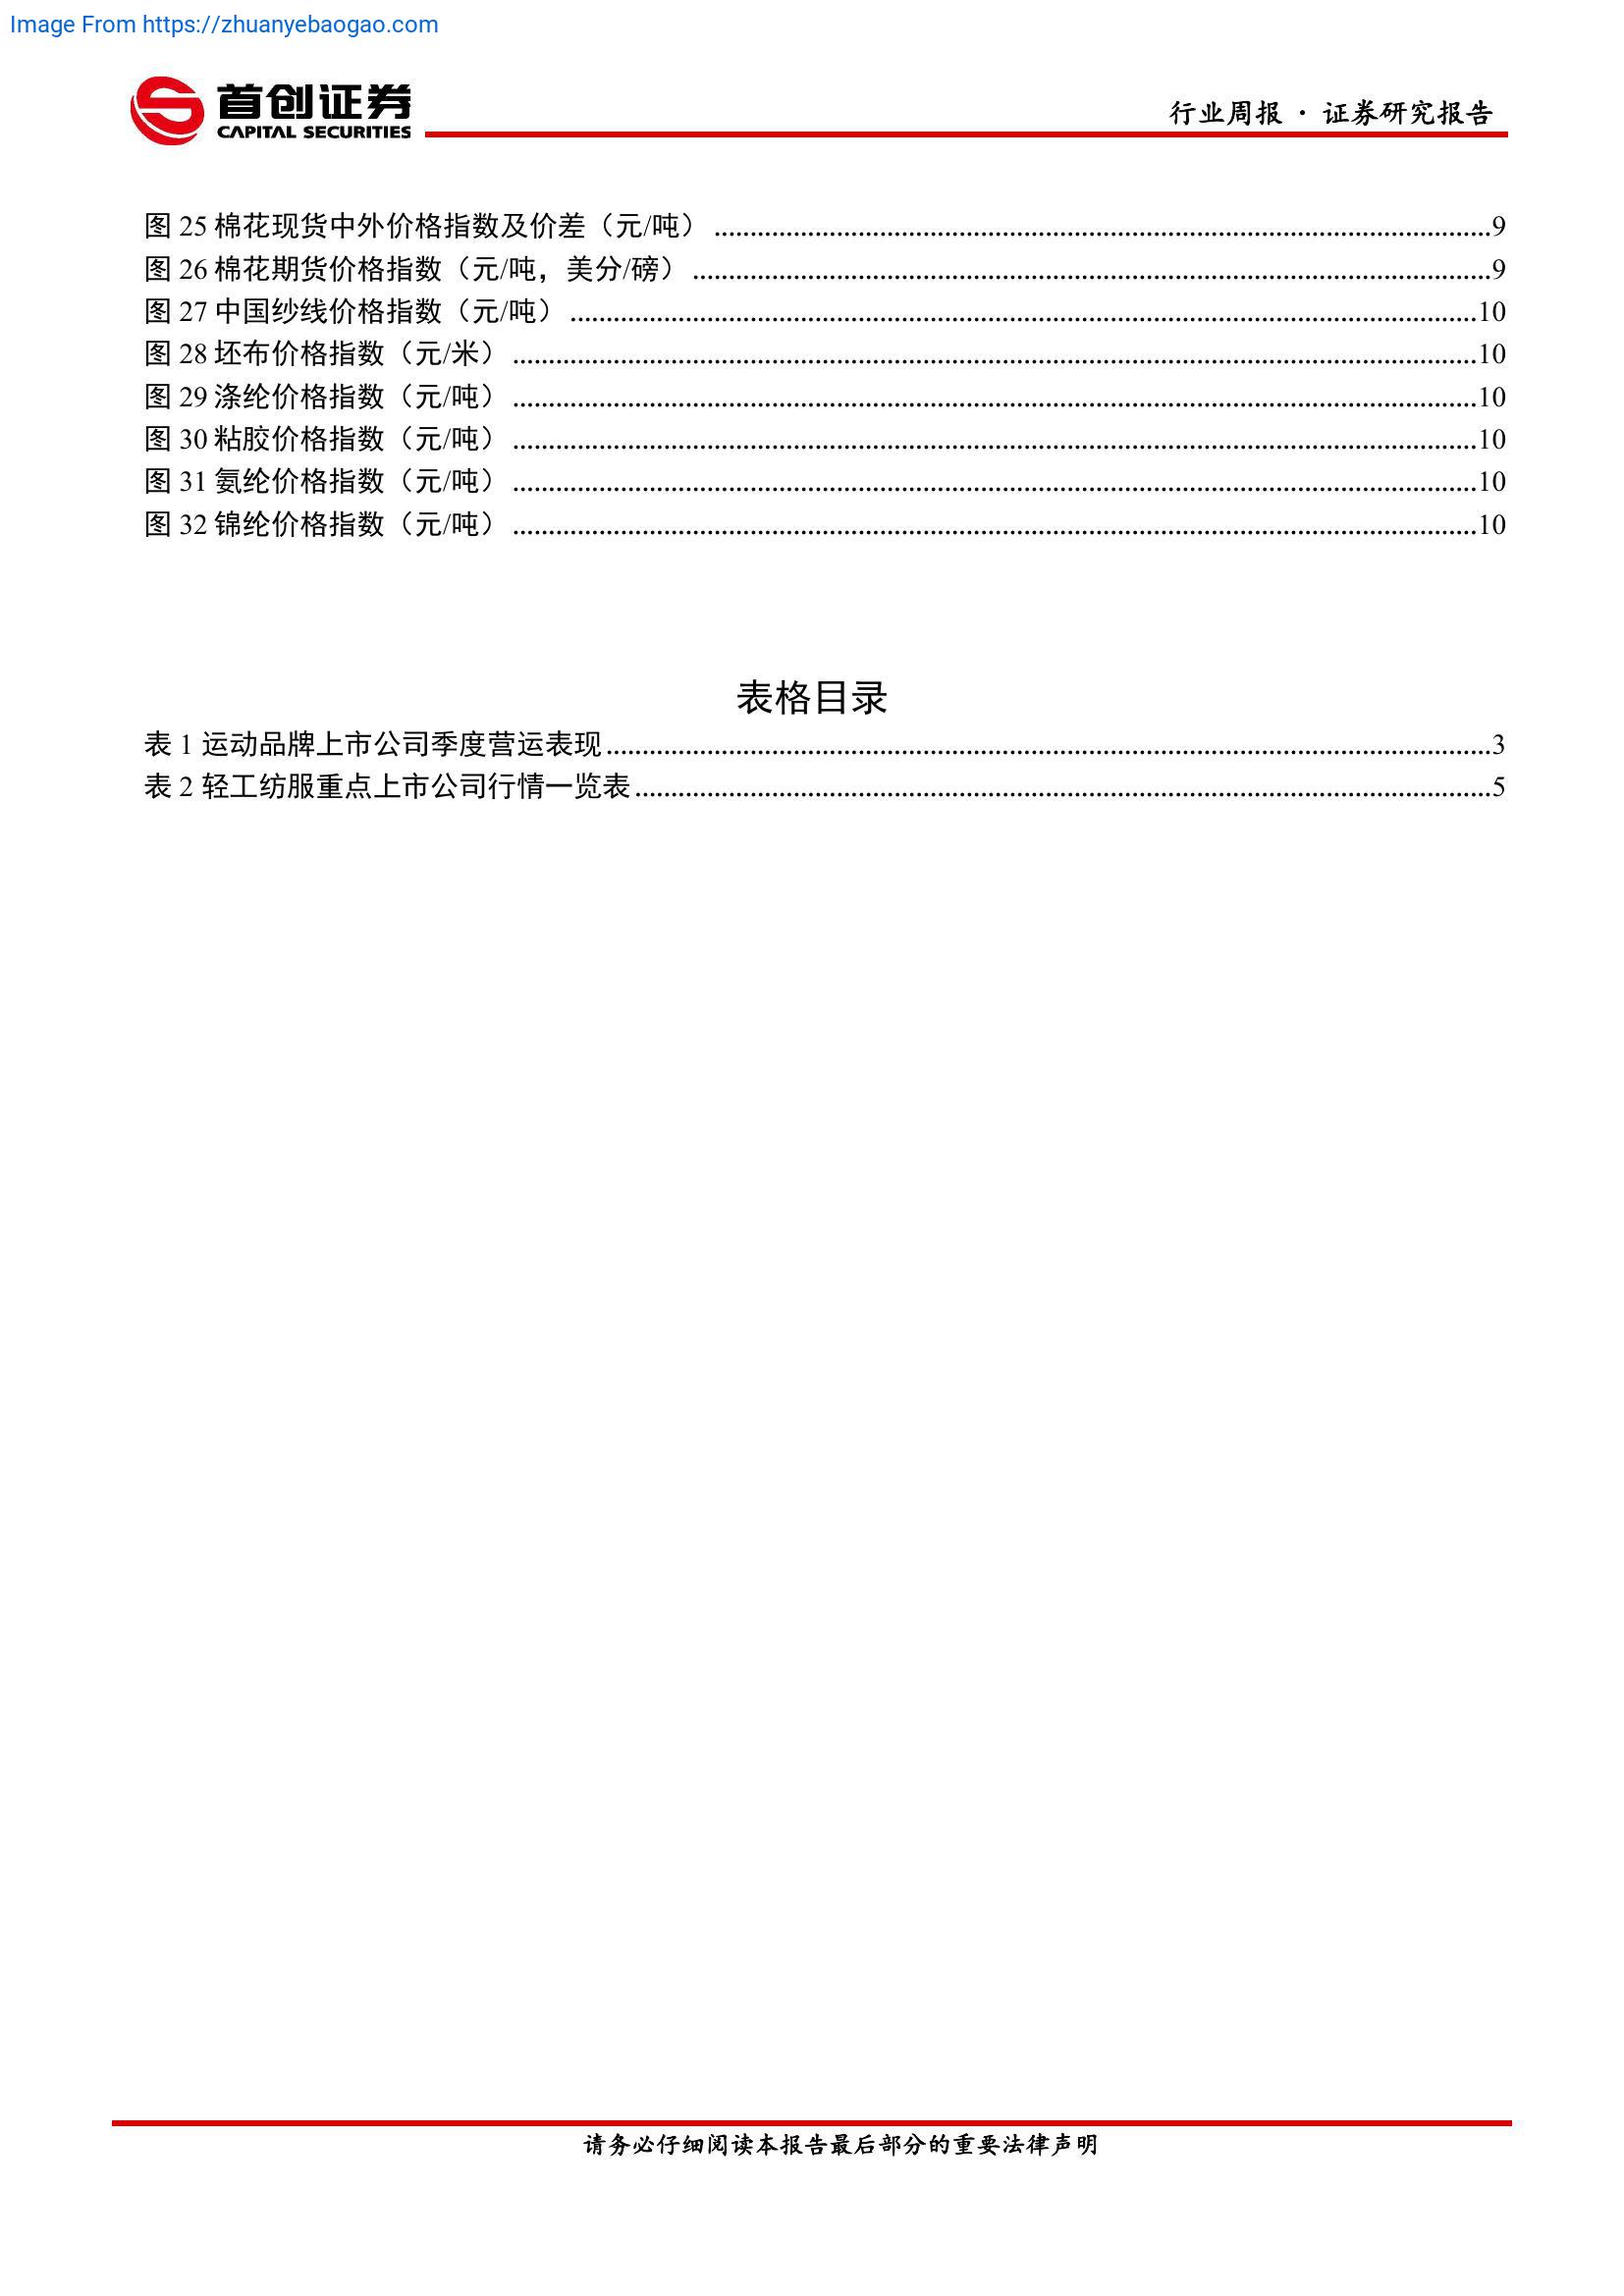 Image From https://zhuanyebaogao.com
首创证券
CAPITAL SECURITIES
行业周报 · 证券研究报告
图 25 棉花现货中外价格指数及价差（元/吨） ........................................ 9
图 26 棉花期货价格指数（元/吨，美分/磅） ........................................ 9
图 27 中国纱线价格指数（元/吨） ........................................ 10
图 28 坯布价格指数（元/米） ........................................ 10
图 29 涤纶价格指数（元/吨） ........................................ 10
图 30 粘胶价格指数（元/吨） ........................................ 10
图 31 氨纶价格指数（元/吨） ........................................ 10
图 32 锦纶价格指数（元/吨） ........................................ 10
表格目录
表 1 运动品牌上市公司季度营运表现 ........................................ 3
表 2 轻工纺服重点上市公司行情一览表 ........................................ 5
请务必仔细阅读本报告最后部分的重要法律声明